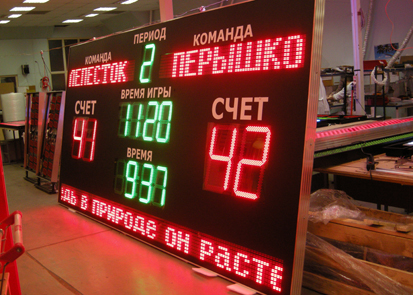 ПЕРИОД
КОМАНДА 2 КОМАНДА
ЛЕПЕСТОК ПЕРЫШКО
ВРЕМЯ ИГРЫ
СЧЕТ 11:20 СЧЕТ
41 42
ВРЕМЯ
9:37
дь в природе он расте